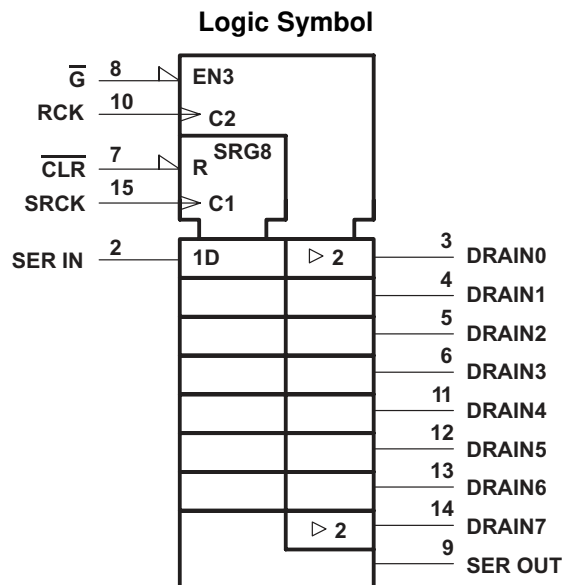 Logic Symbol
G̅ 8 EN3
RCK 10 C2
SRG8
C̅L̅R̅ 7 R
SRCK 15 C1
SER IN 2 1D ▷ 2 3 DRAIN0
4 DRAIN1
5 DRAIN2
6 DRAIN3
11 DRAIN4
12 DRAIN5
13 DRAIN6
▷ 2 14 DRAIN7
9 SER OUT